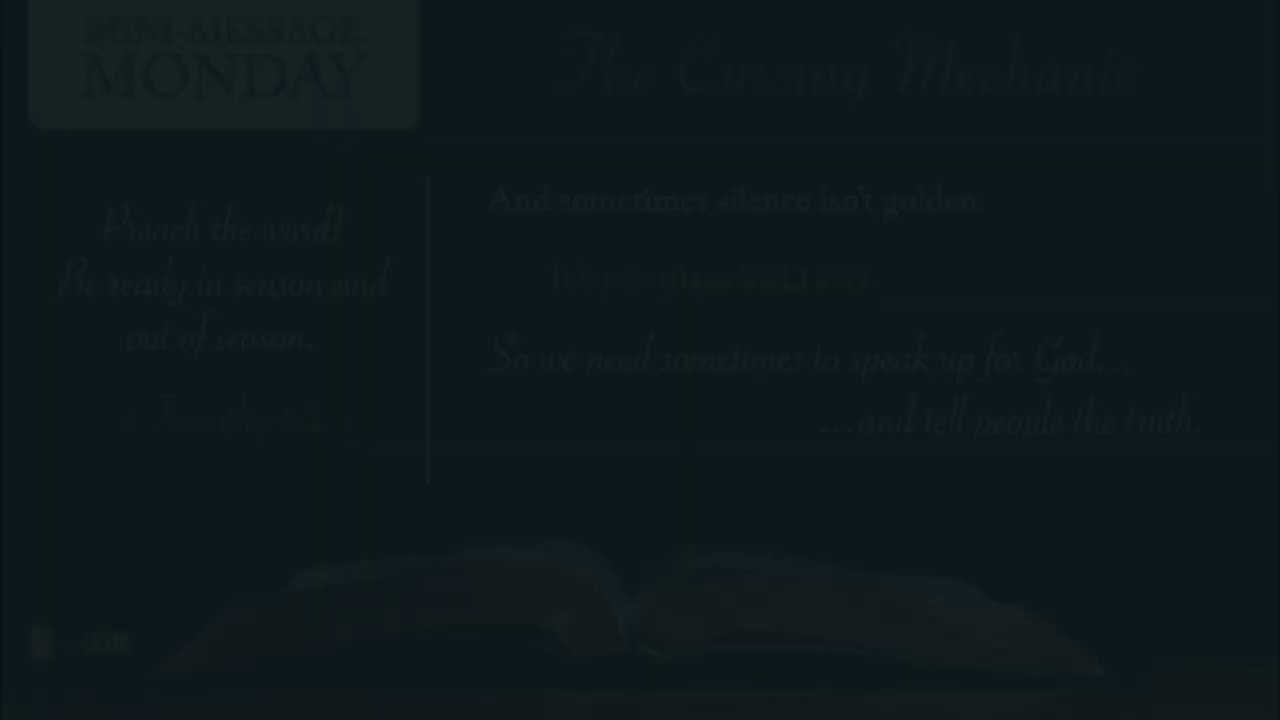 MINI-MESSAGE
MONDAY
The Cursing Mechanic
Preach the word!
Be ready in season and
out of season.
And sometimes silence isn't golden.
So we need sometimes to speak up for God...
...and tell people the truth.